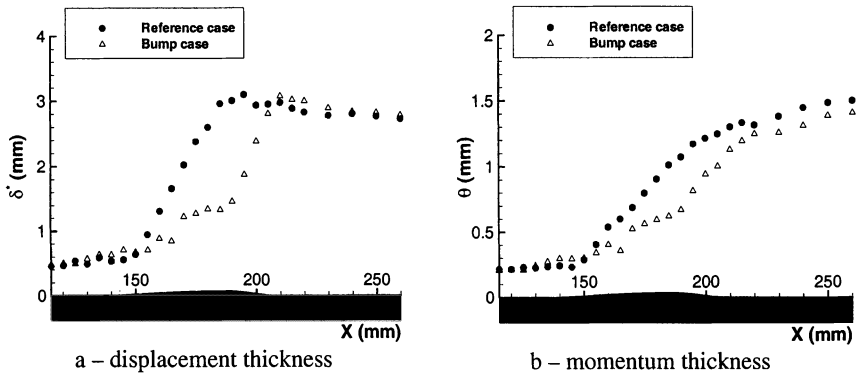 Reference case
Bump case
4
3
2
1
0
δ* (mm)
150
200
250
X (mm)
a – displacement thickness
Reference case
Bump case
2
1.5
1
0.5
0
θ (mm)
150
200
250
X (mm)
b – momentum thickness